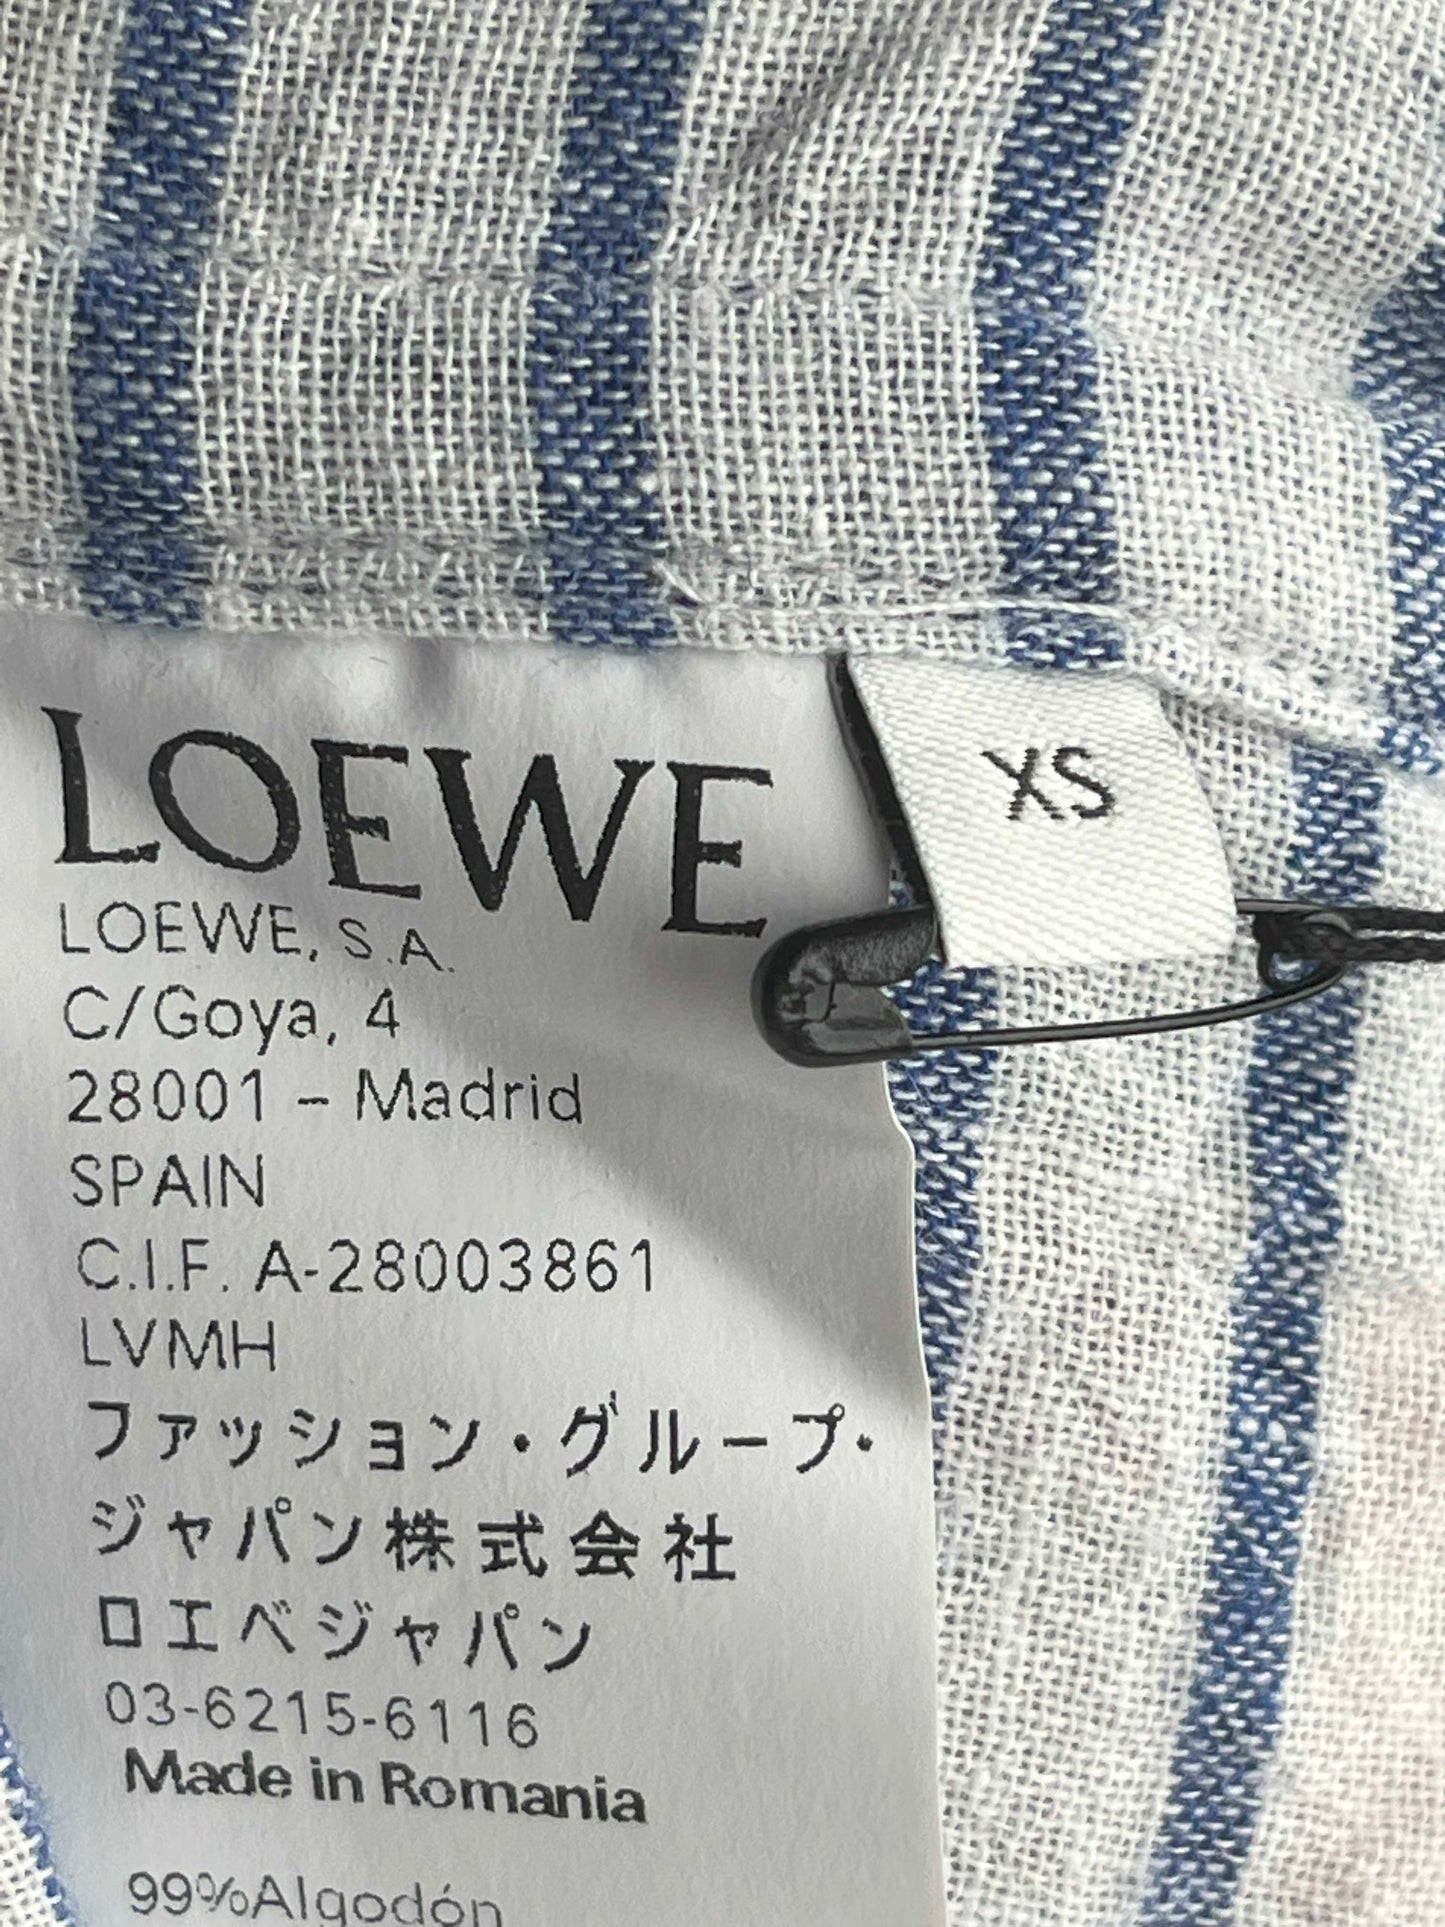 LOEWE
XS
LOEWE, S.A.
C/Goya, 4
28001 – Madrid
SPAIN
C.I.F. A-28003861
LVMH
ファッション・グループ・
ジャパン株式会社
ロエベジャパン
03-6215-6116
Made in Romania
99%Algodón